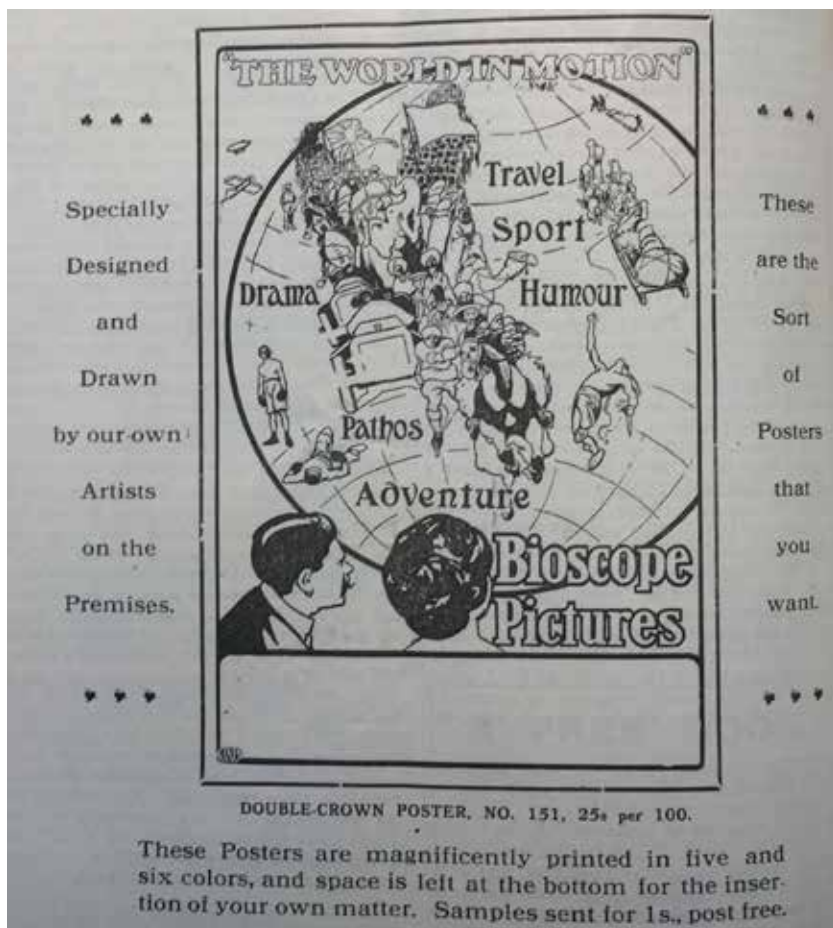 "THE WORLD IN MOTION"
Travel
Sport
Drama
Humour
Pathos
Adventure
Bioscope
Pictures
Specially
Designed
and
Drawn
by our own
Artists
on the
Premises.
These
are the
Sort
of
Posters
that
you
want.
DOUBLE-CROWN POSTER, NO. 151, 25s per 100.
These Posters are magnificently printed in five and
six colors, and space is left at the bottom for the inser-
tion of your own matter. Samples sent for 1s., post free.